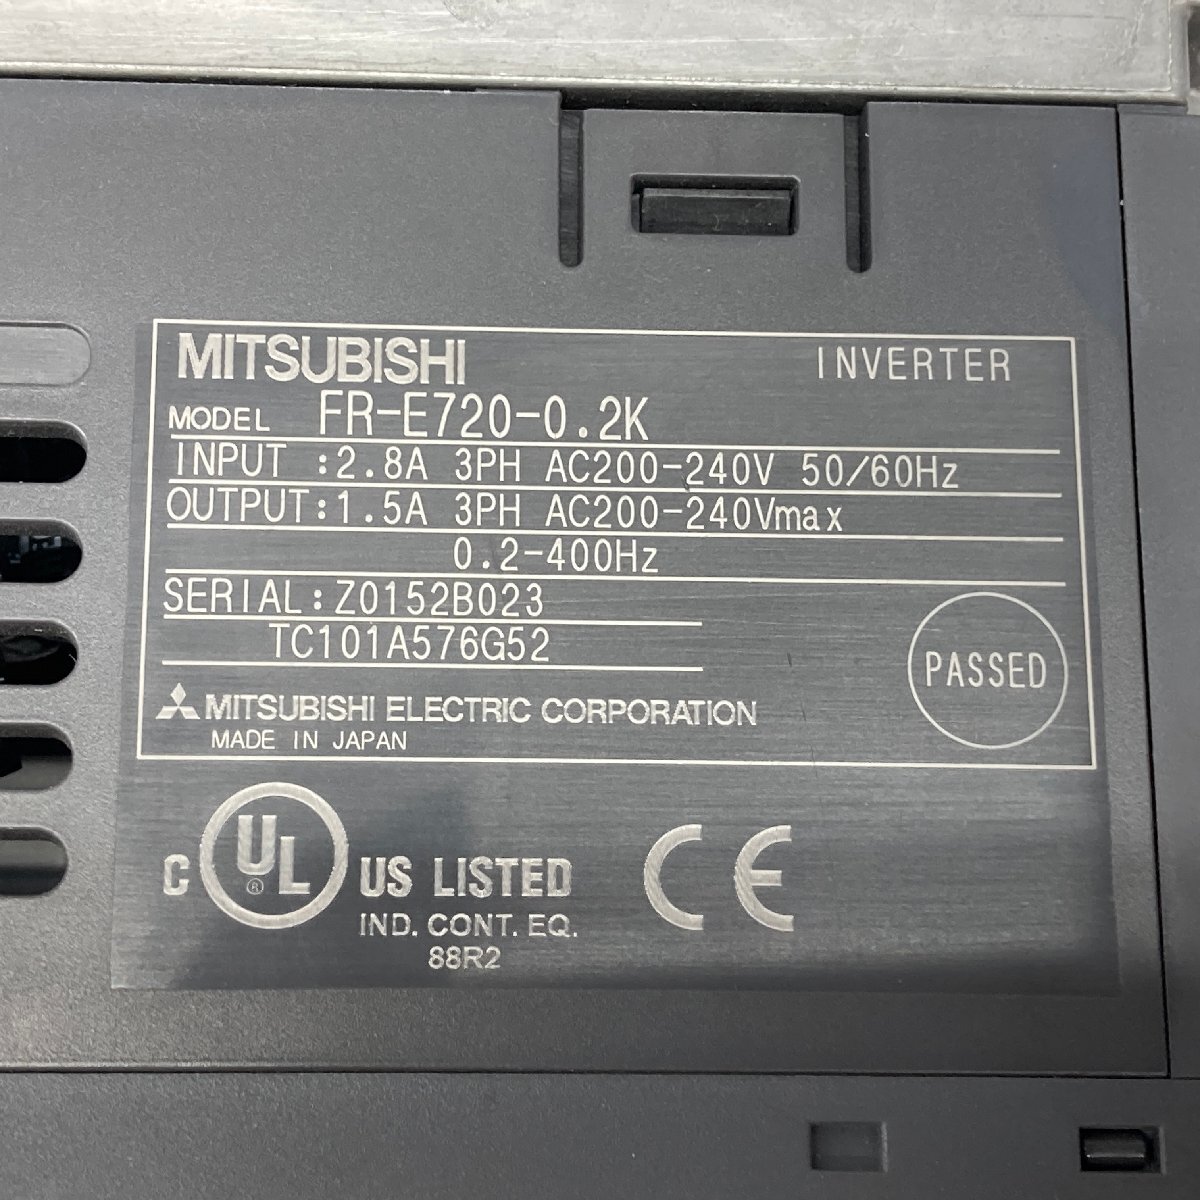 MITSUBISHI INVERTER
MODEL FR-E720-0.2K
INPUT :2.8A 3PH AC200-240V 50/60Hz
OUTPUT:1.5A 3PH AC200-240Vmax
0.2-400Hz
SERIAL:Z0152B023
TC101A576G52
PASSED
MITSUBISHI ELECTRIC CORPORATION
MADE IN JAPAN
C UL ® US LISTED CE
IND. CONT. EQ.
88R2